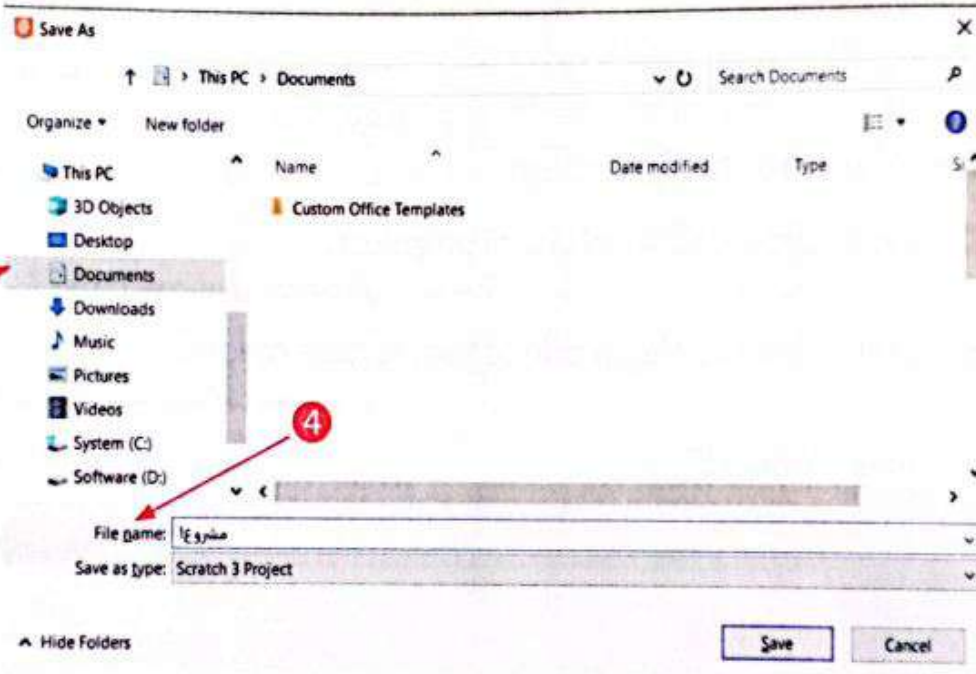 Save As
This PC > Documents
Search Documents
Organize
New folder
Name
Date modified
Type
This PC
3D Objects
Custom Office Templates
Desktop
Documents
Downloads
Music
Pictures
Videos
4
System (C:)
Software (D:)
File name: مشروع1
Save as type: Scratch 3 Project
Hide Folders
Save
Cancel